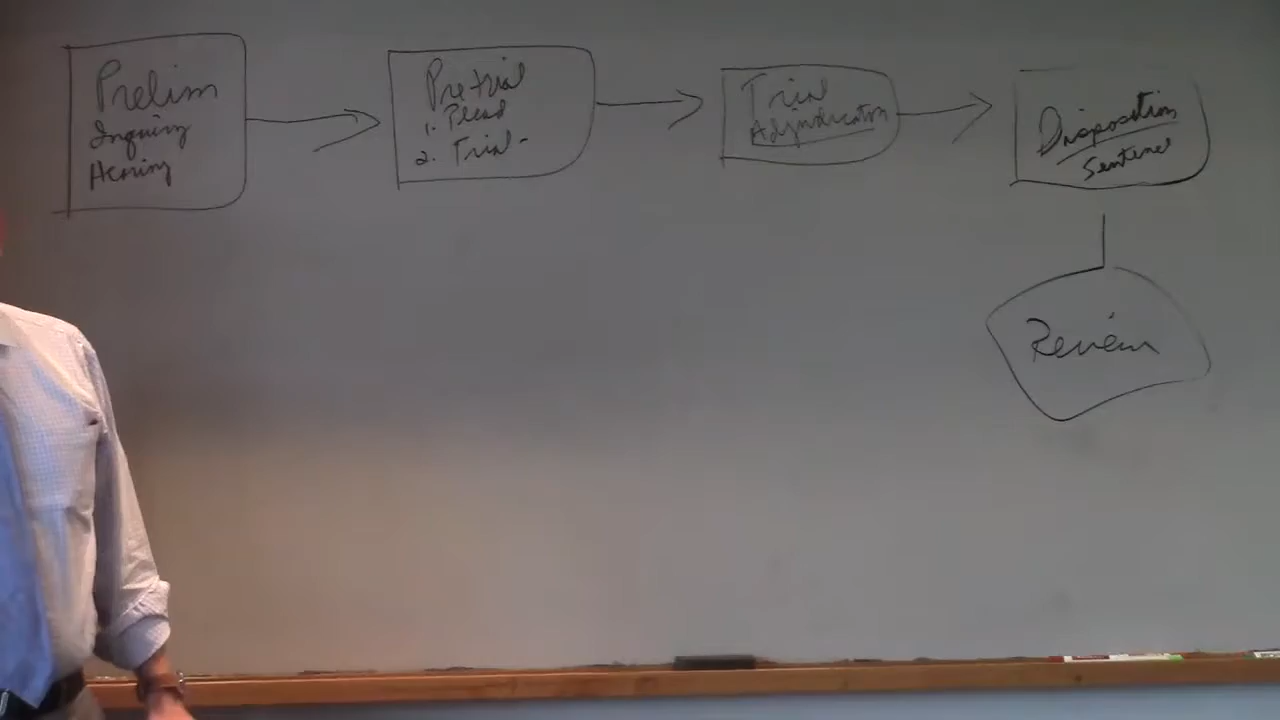 Prelim
Inquiry
Hearing
Pretrial
1. Plead
2. Trial -
Trial
Adjudication
Disposition
Sentence
Review